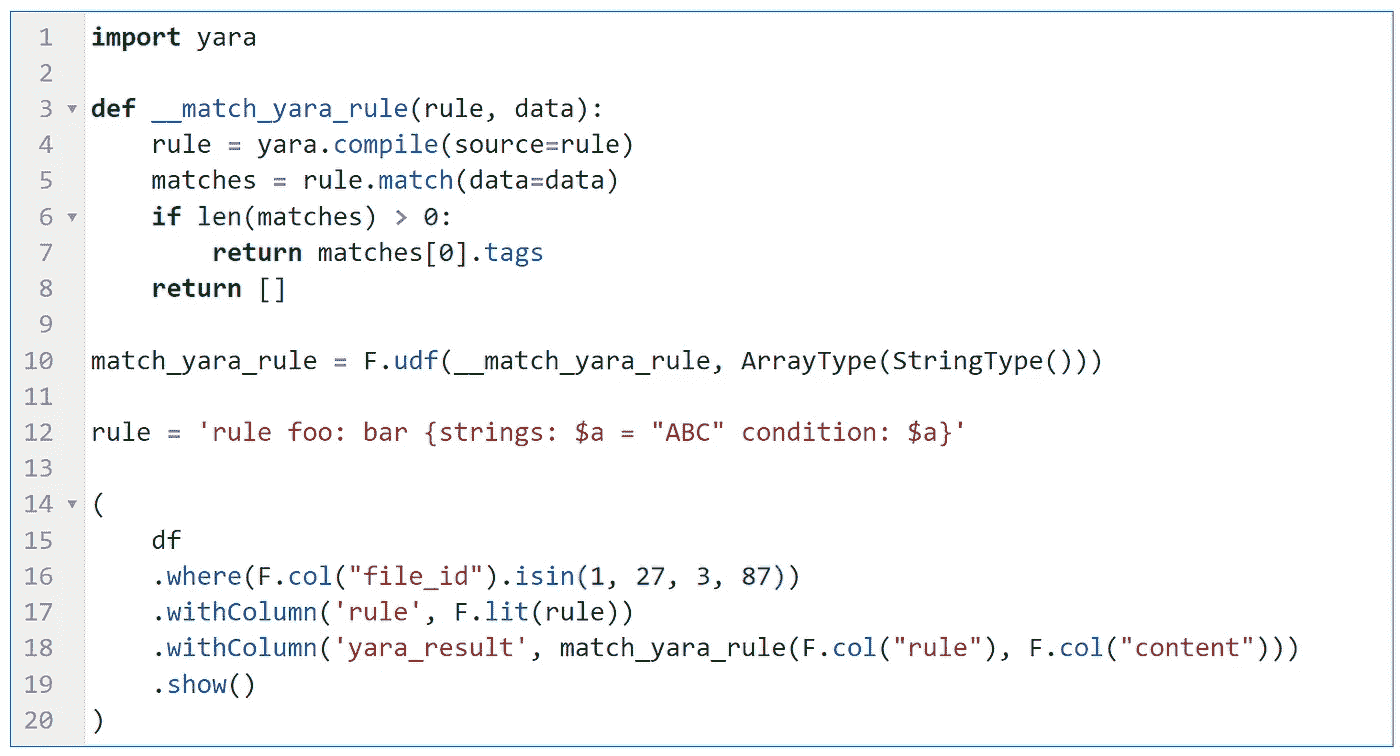 1 import yara
2
3 def __match_yara_rule(rule, data):
4     rule = yara.compile(source=rule)
5     matches = rule.match(data=data)
6     if len(matches) > 0:
7         return matches[0].tags
8     return []
9
10 match_yara_rule = F.udf(__match_yara_rule, ArrayType(StringType()))
11
12 rule = 'rule foo: bar {strings: $a = "ABC" condition: $a}'
13
14 (
15     df
16     .where(F.col("file_id").isin(1, 27, 3, 87))
17     .withColumn('rule', F.lit(rule))
18     .withColumn('yara_result', match_yara_rule(F.col("rule"), F.col("content")))
19     .show()
20 )